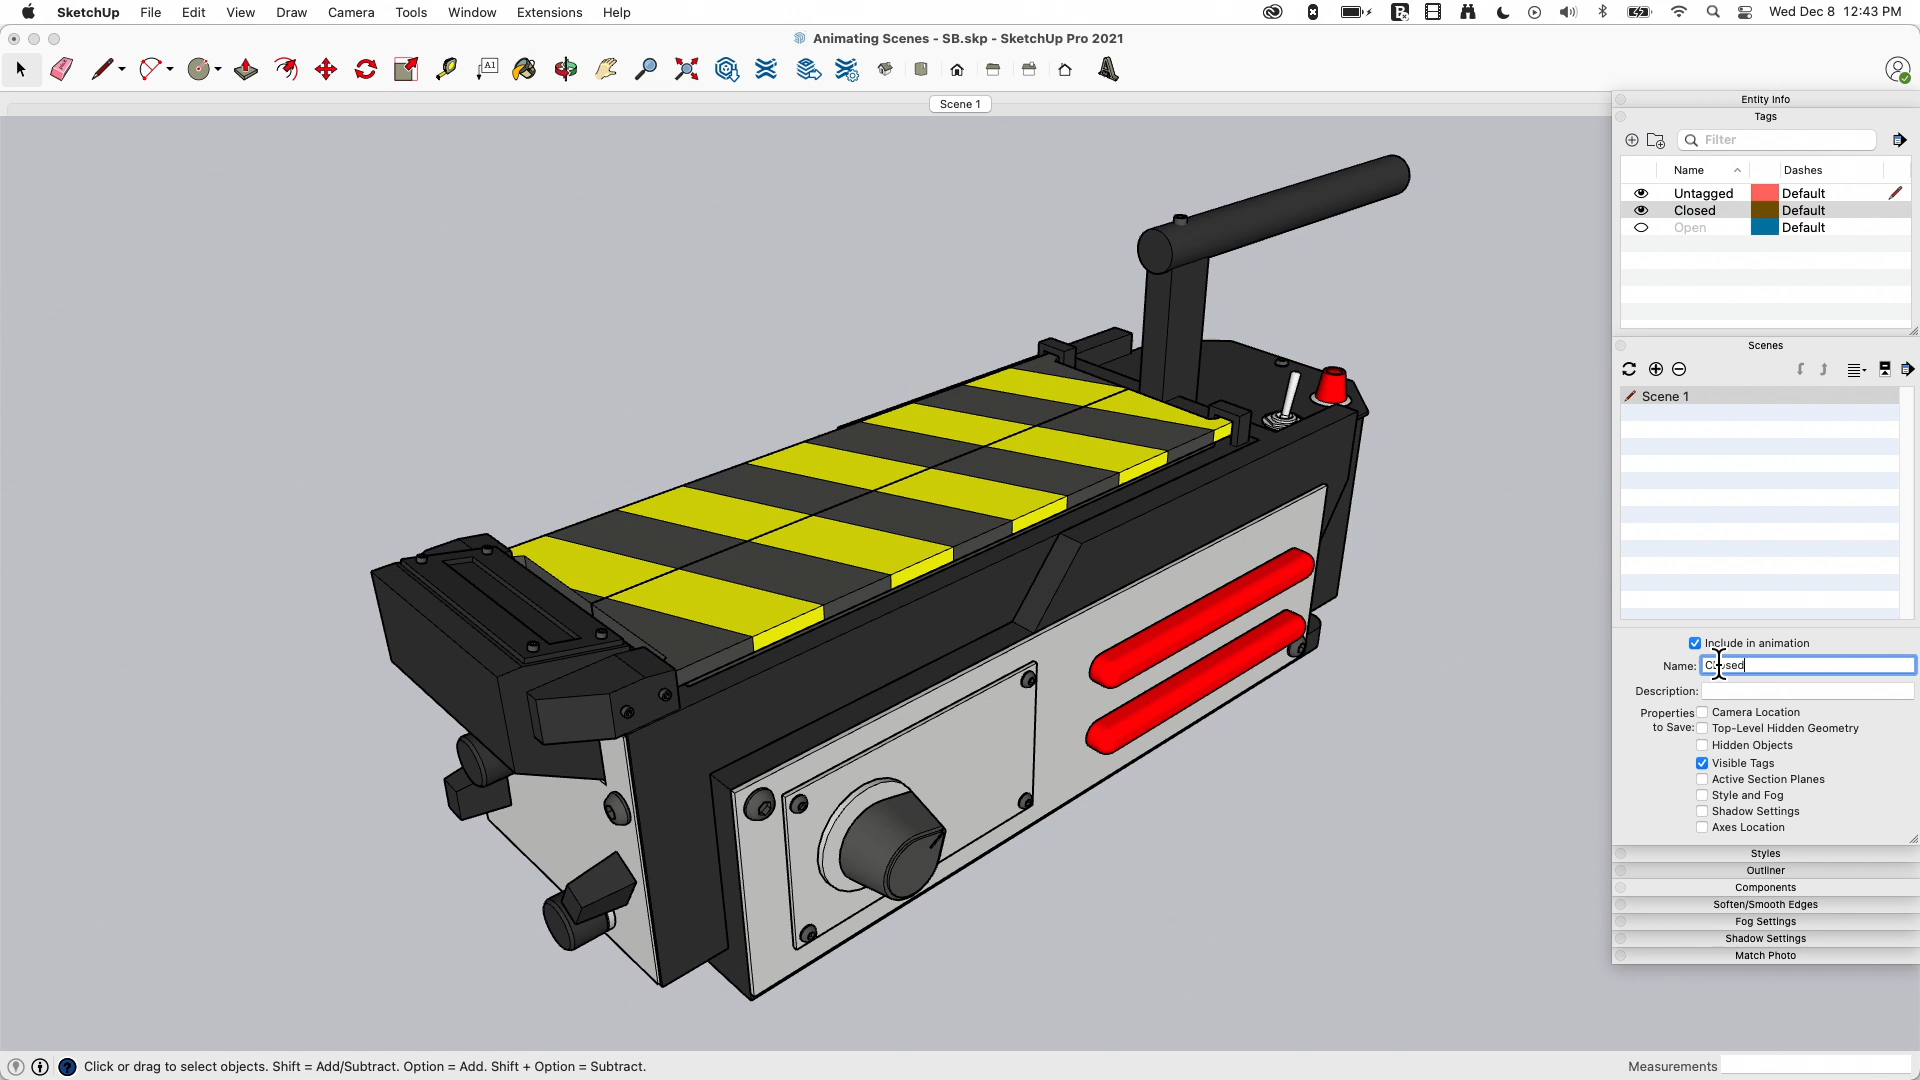 SketchUp File Edit View Draw Camera Tools Window Extensions Help Wed Dec 8 12:43 PM
Animating Scenes - SB.skp - SketchUp Pro 2021
A1
Scene 1
Entity Info
Tags
Filter
Name Dashes
Untagged Default
Closed Default
Open Default
Scenes
Scene 1
Include in animation
Name: Closed
Description:
Properties to Save:
Camera Location
Top-Level Hidden Geometry
Hidden Objects
Visible Tags
Active Section Planes
Style and Fog
Shadow Settings
Axes Location
Styles
Outliner
Components
Soften/Smooth Edges
Fog Settings
Shadow Settings
Match Photo
Click or drag to select objects. Shift = Add/Subtract. Option = Add. Shift + Option = Subtract. Measurements